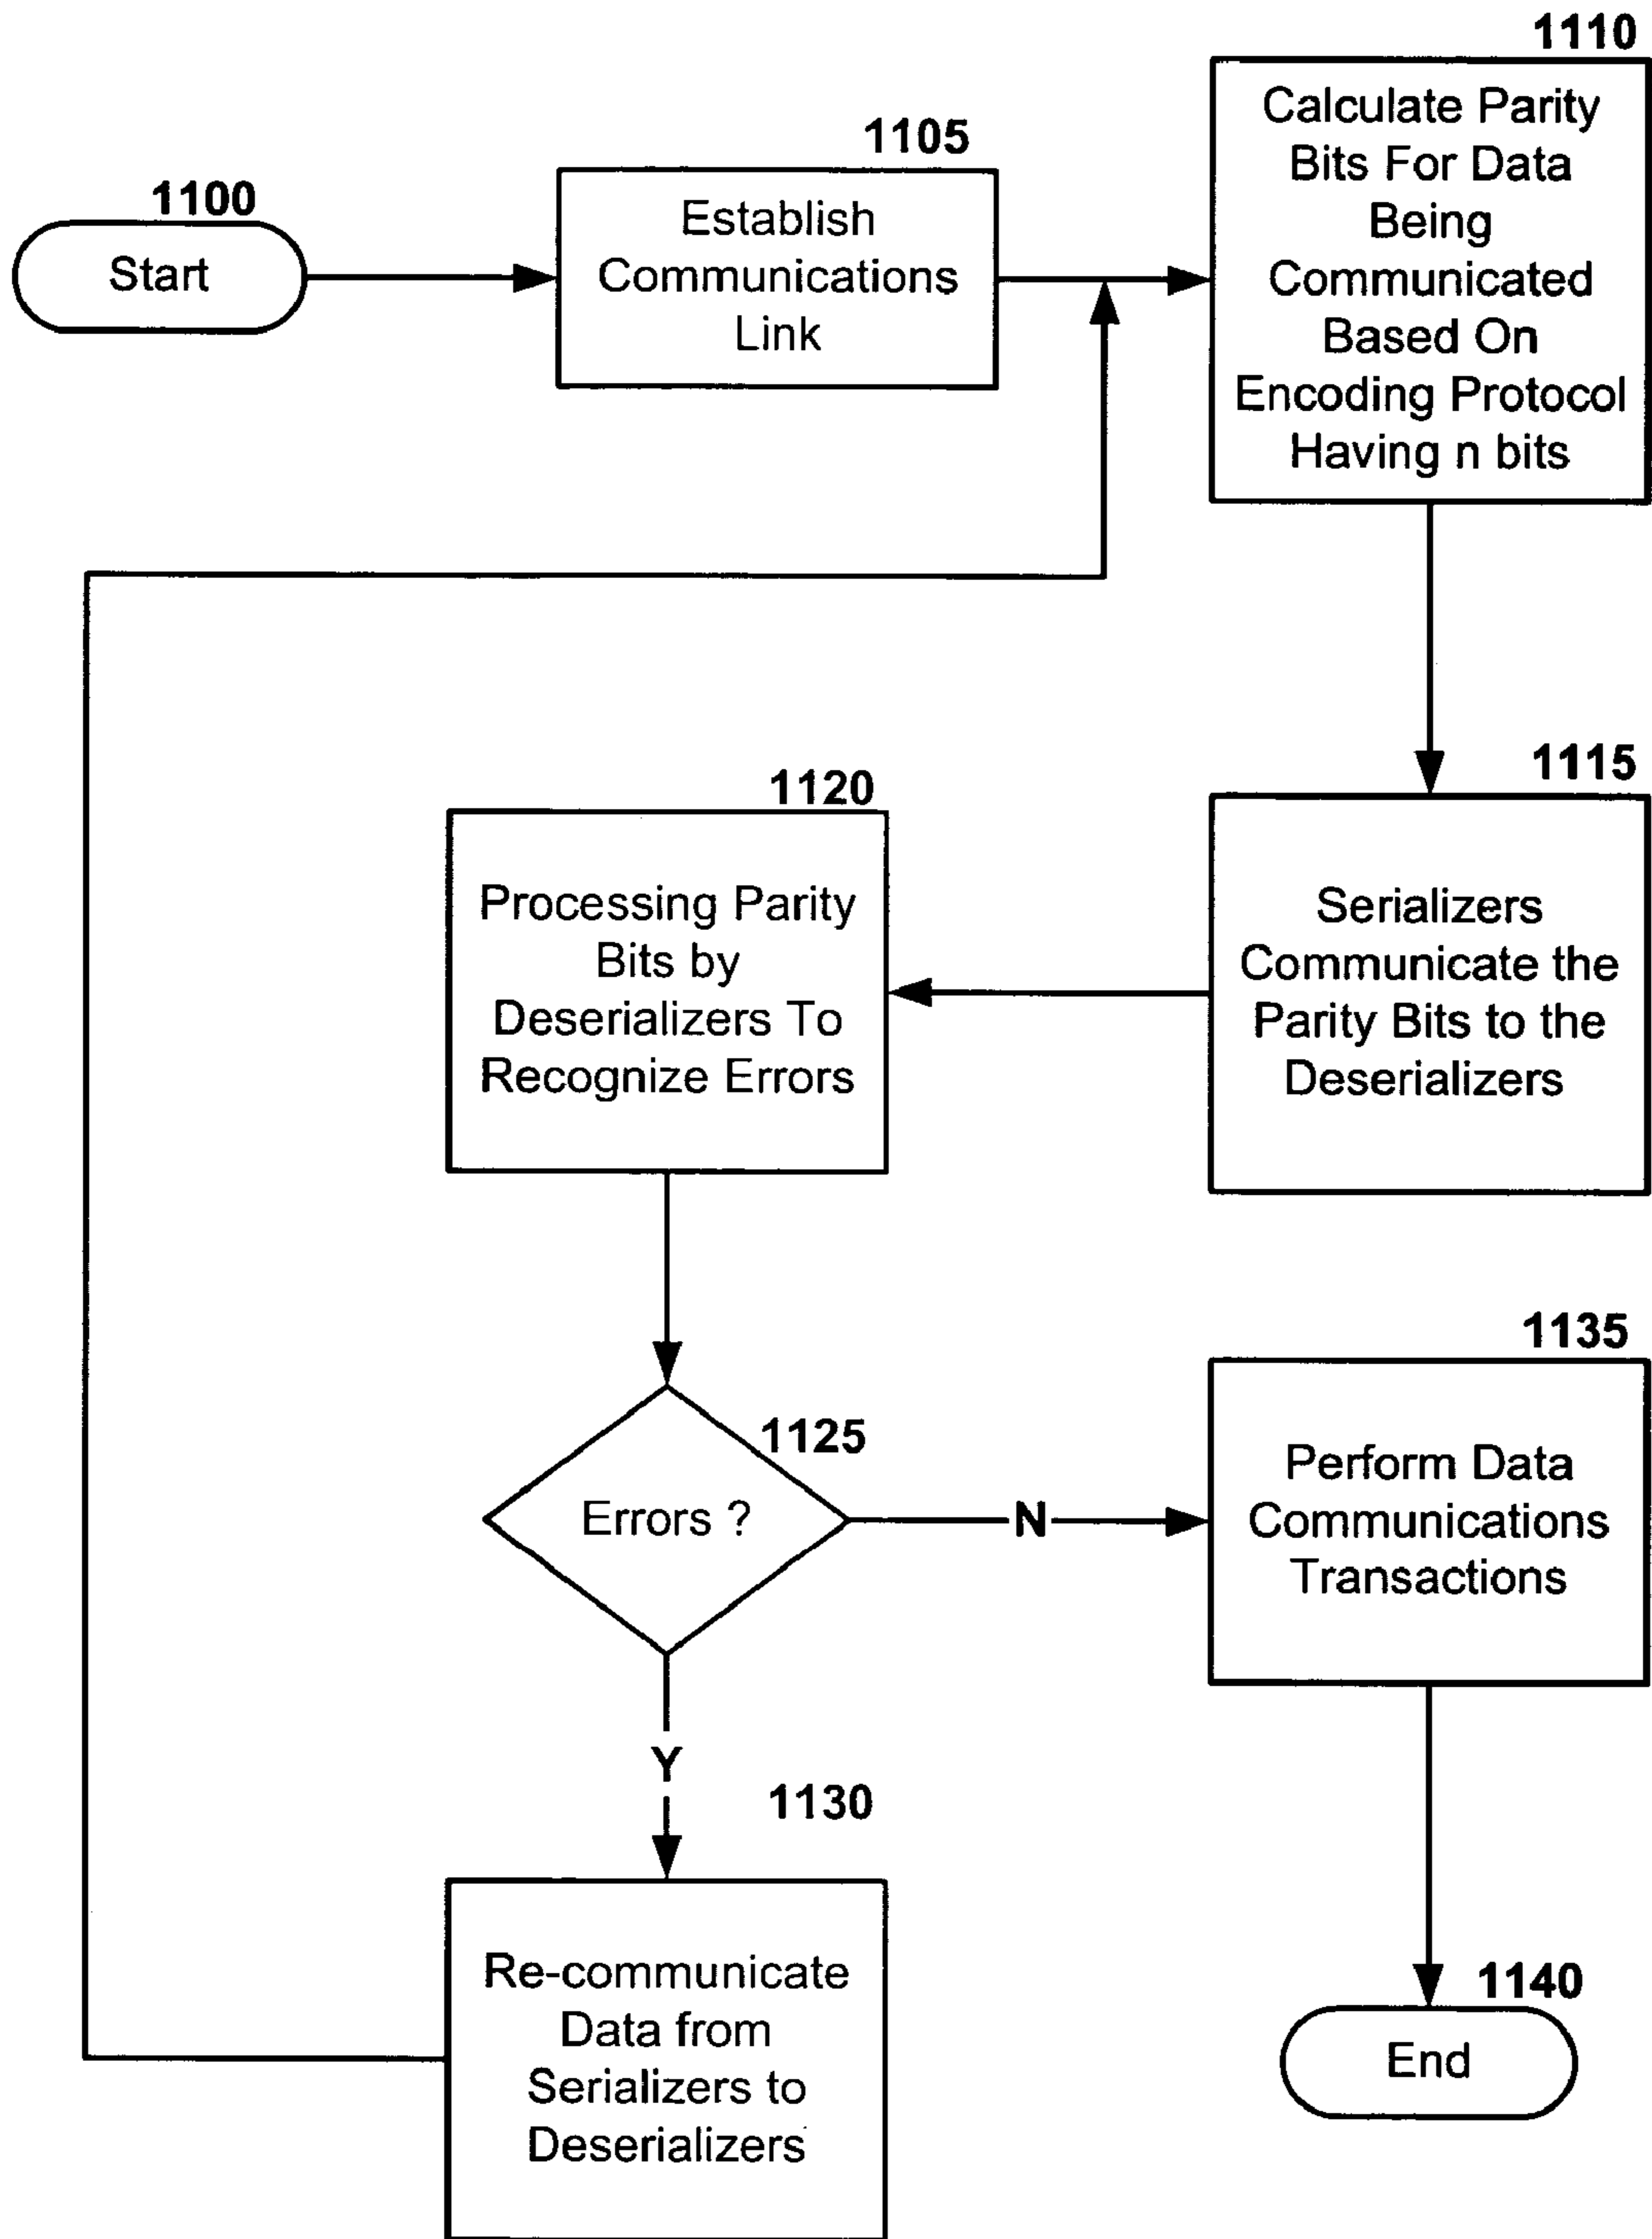 1100
Start
1105
Establish
Communications
Link
1110
Calculate Parity
Bits For Data
Being
Communicated
Based On
Encoding Protocol
Having n bits
1115
Serializers
Communicate the
Parity Bits to the
Deserializers
1120
Processing Parity
Bits by
Deserializers To
Recognize Errors
1125
Errors ?
N
Y
1130
Re-communicate
Data from
Serializers to
Deserializers
1135
Perform Data
Communications
Transactions
1140
End